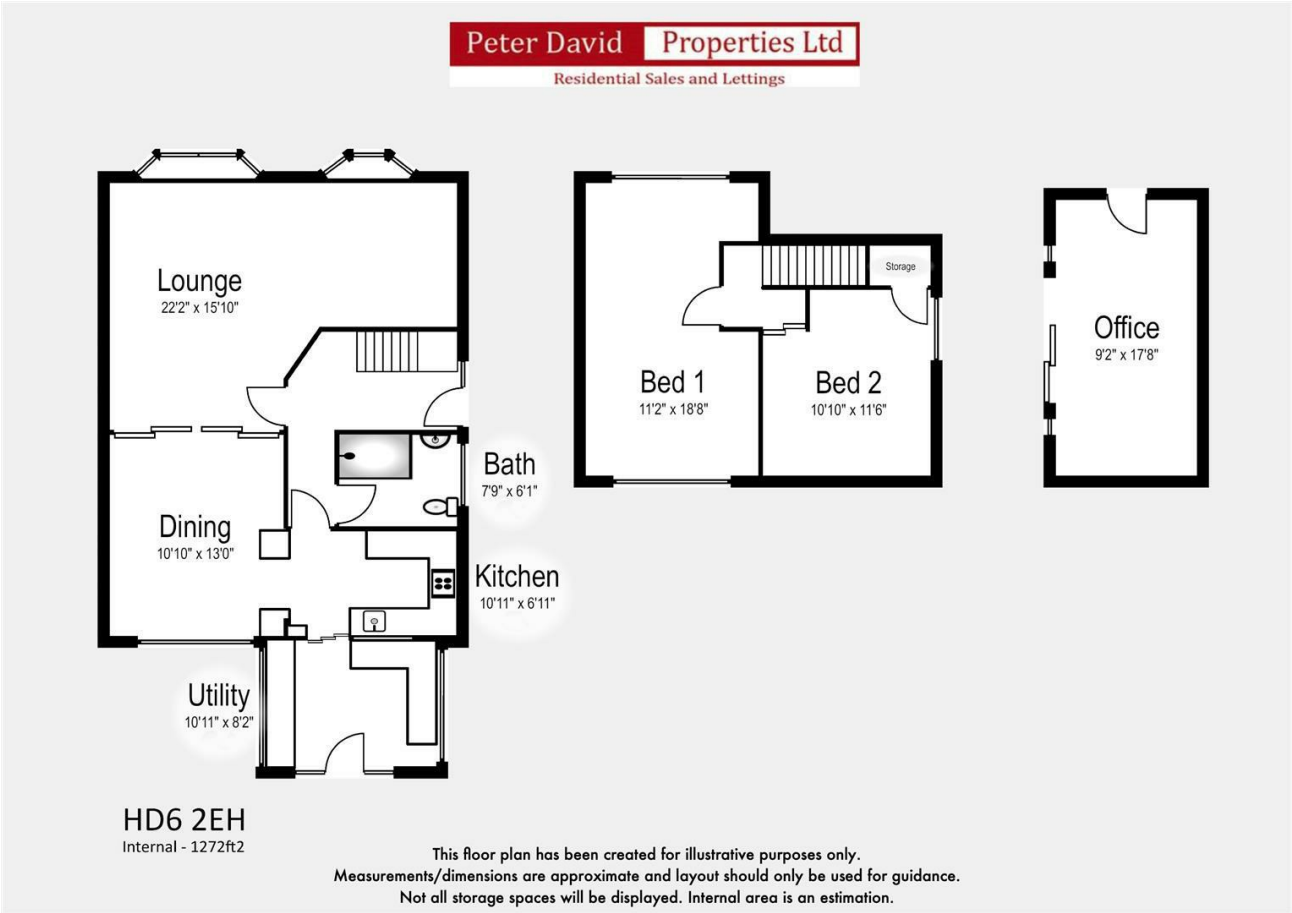 Peter David Properties Ltd
Residential Sales and Lettings
Lounge
22'2" x 15'10"
Dining
10'10" x 13'0"
Bath
7'9" x 6'1"
Kitchen
10'11" x 6'11"
Utility
10'11" x 8'2"
Bed 1
11'2" x 18'8"
Storage
Bed 2
10'10" x 11'6"
Office
9'2" x 17'8"
HD6 2EH
Internal - 1272ft2
This floor plan has been created for illustrative purposes only.
Measurements/dimensions are approximate and layout should only be used for guidance.
Not all storage spaces will be displayed. Internal area is an estimation.